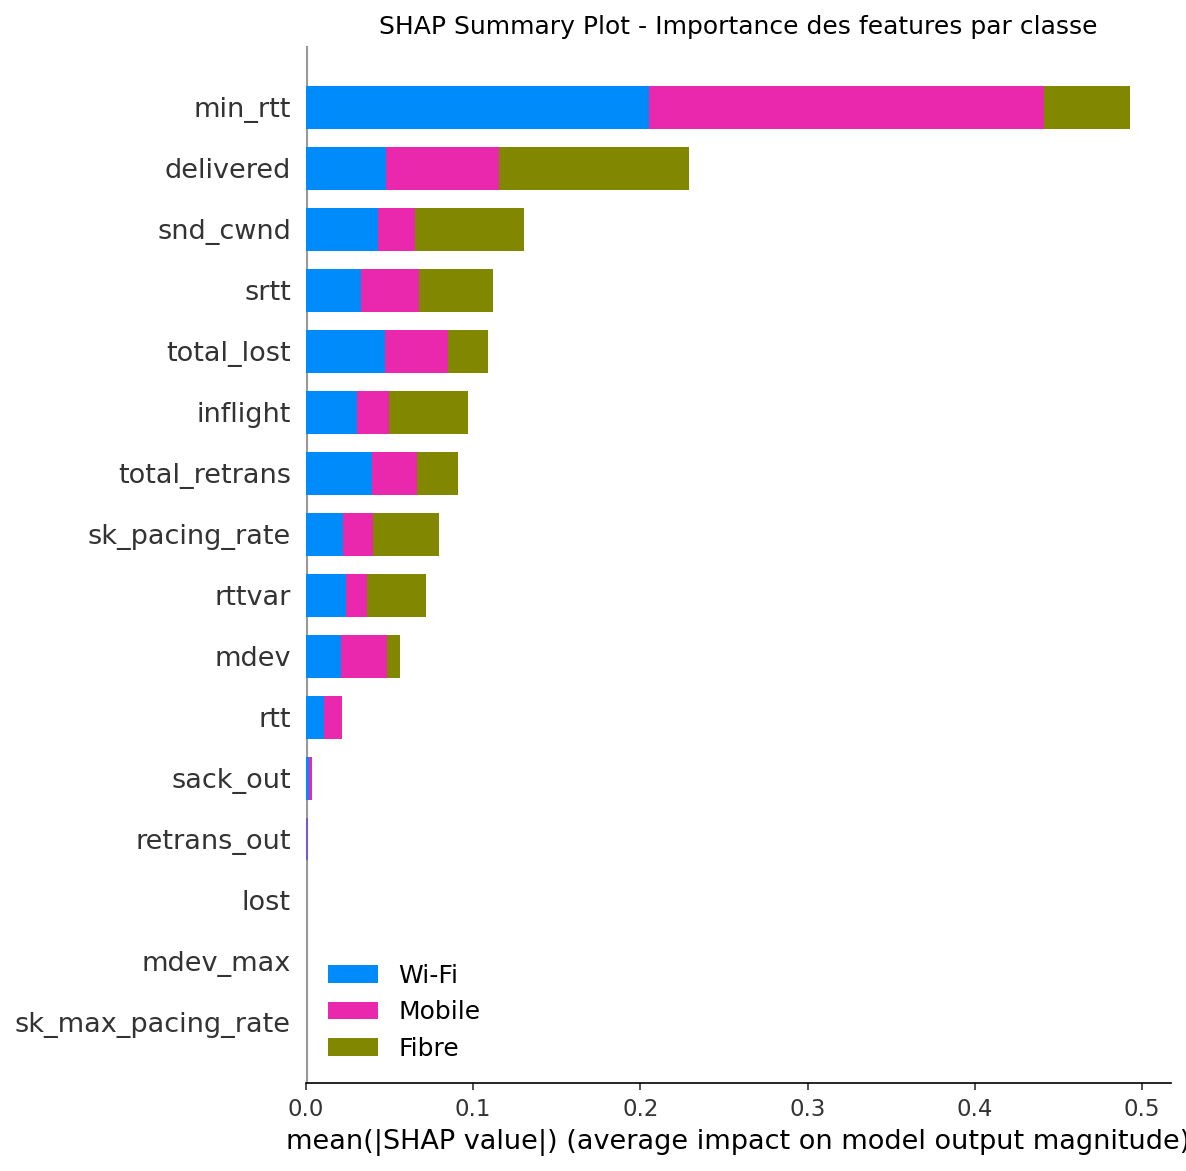 SHAP Summary Plot - Importance des features par classe
min_rtt
delivered
snd_cwnd
srtt
total_lost
inflight
total_retrans
sk_pacing_rate
rttvar
mdev
rtt
sack_out
retrans_out
lost
mdev_max
sk_max_pacing_rate
Wi-Fi
Mobile
Fibre
0.0 0.1 0.2 0.3 0.4 0.5
mean(|SHAP value|) (average impact on model output magnitude)